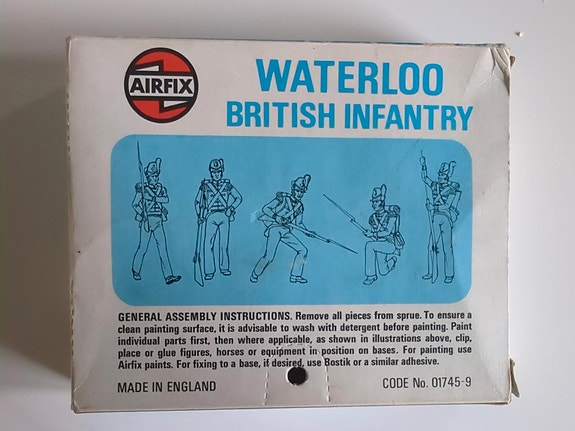 AIRFIX
WATERLOO
BRITISH INFANTRY
GENERAL ASSEMBLY INSTRUCTIONS. Remove all pieces from sprue. To ensure a
clean painting surface, it is advisable to wash with detergent before painting. Paint
individual parts first, then where applicable, as shown in illustrations above, clip,
place or glue figures, horses or equipment in position on bases. For painting use
Airfix paints. For fixing to a base, if desired, use Bostik or a similar adhesive.
MADE IN ENGLAND
CODE No. 01745-9